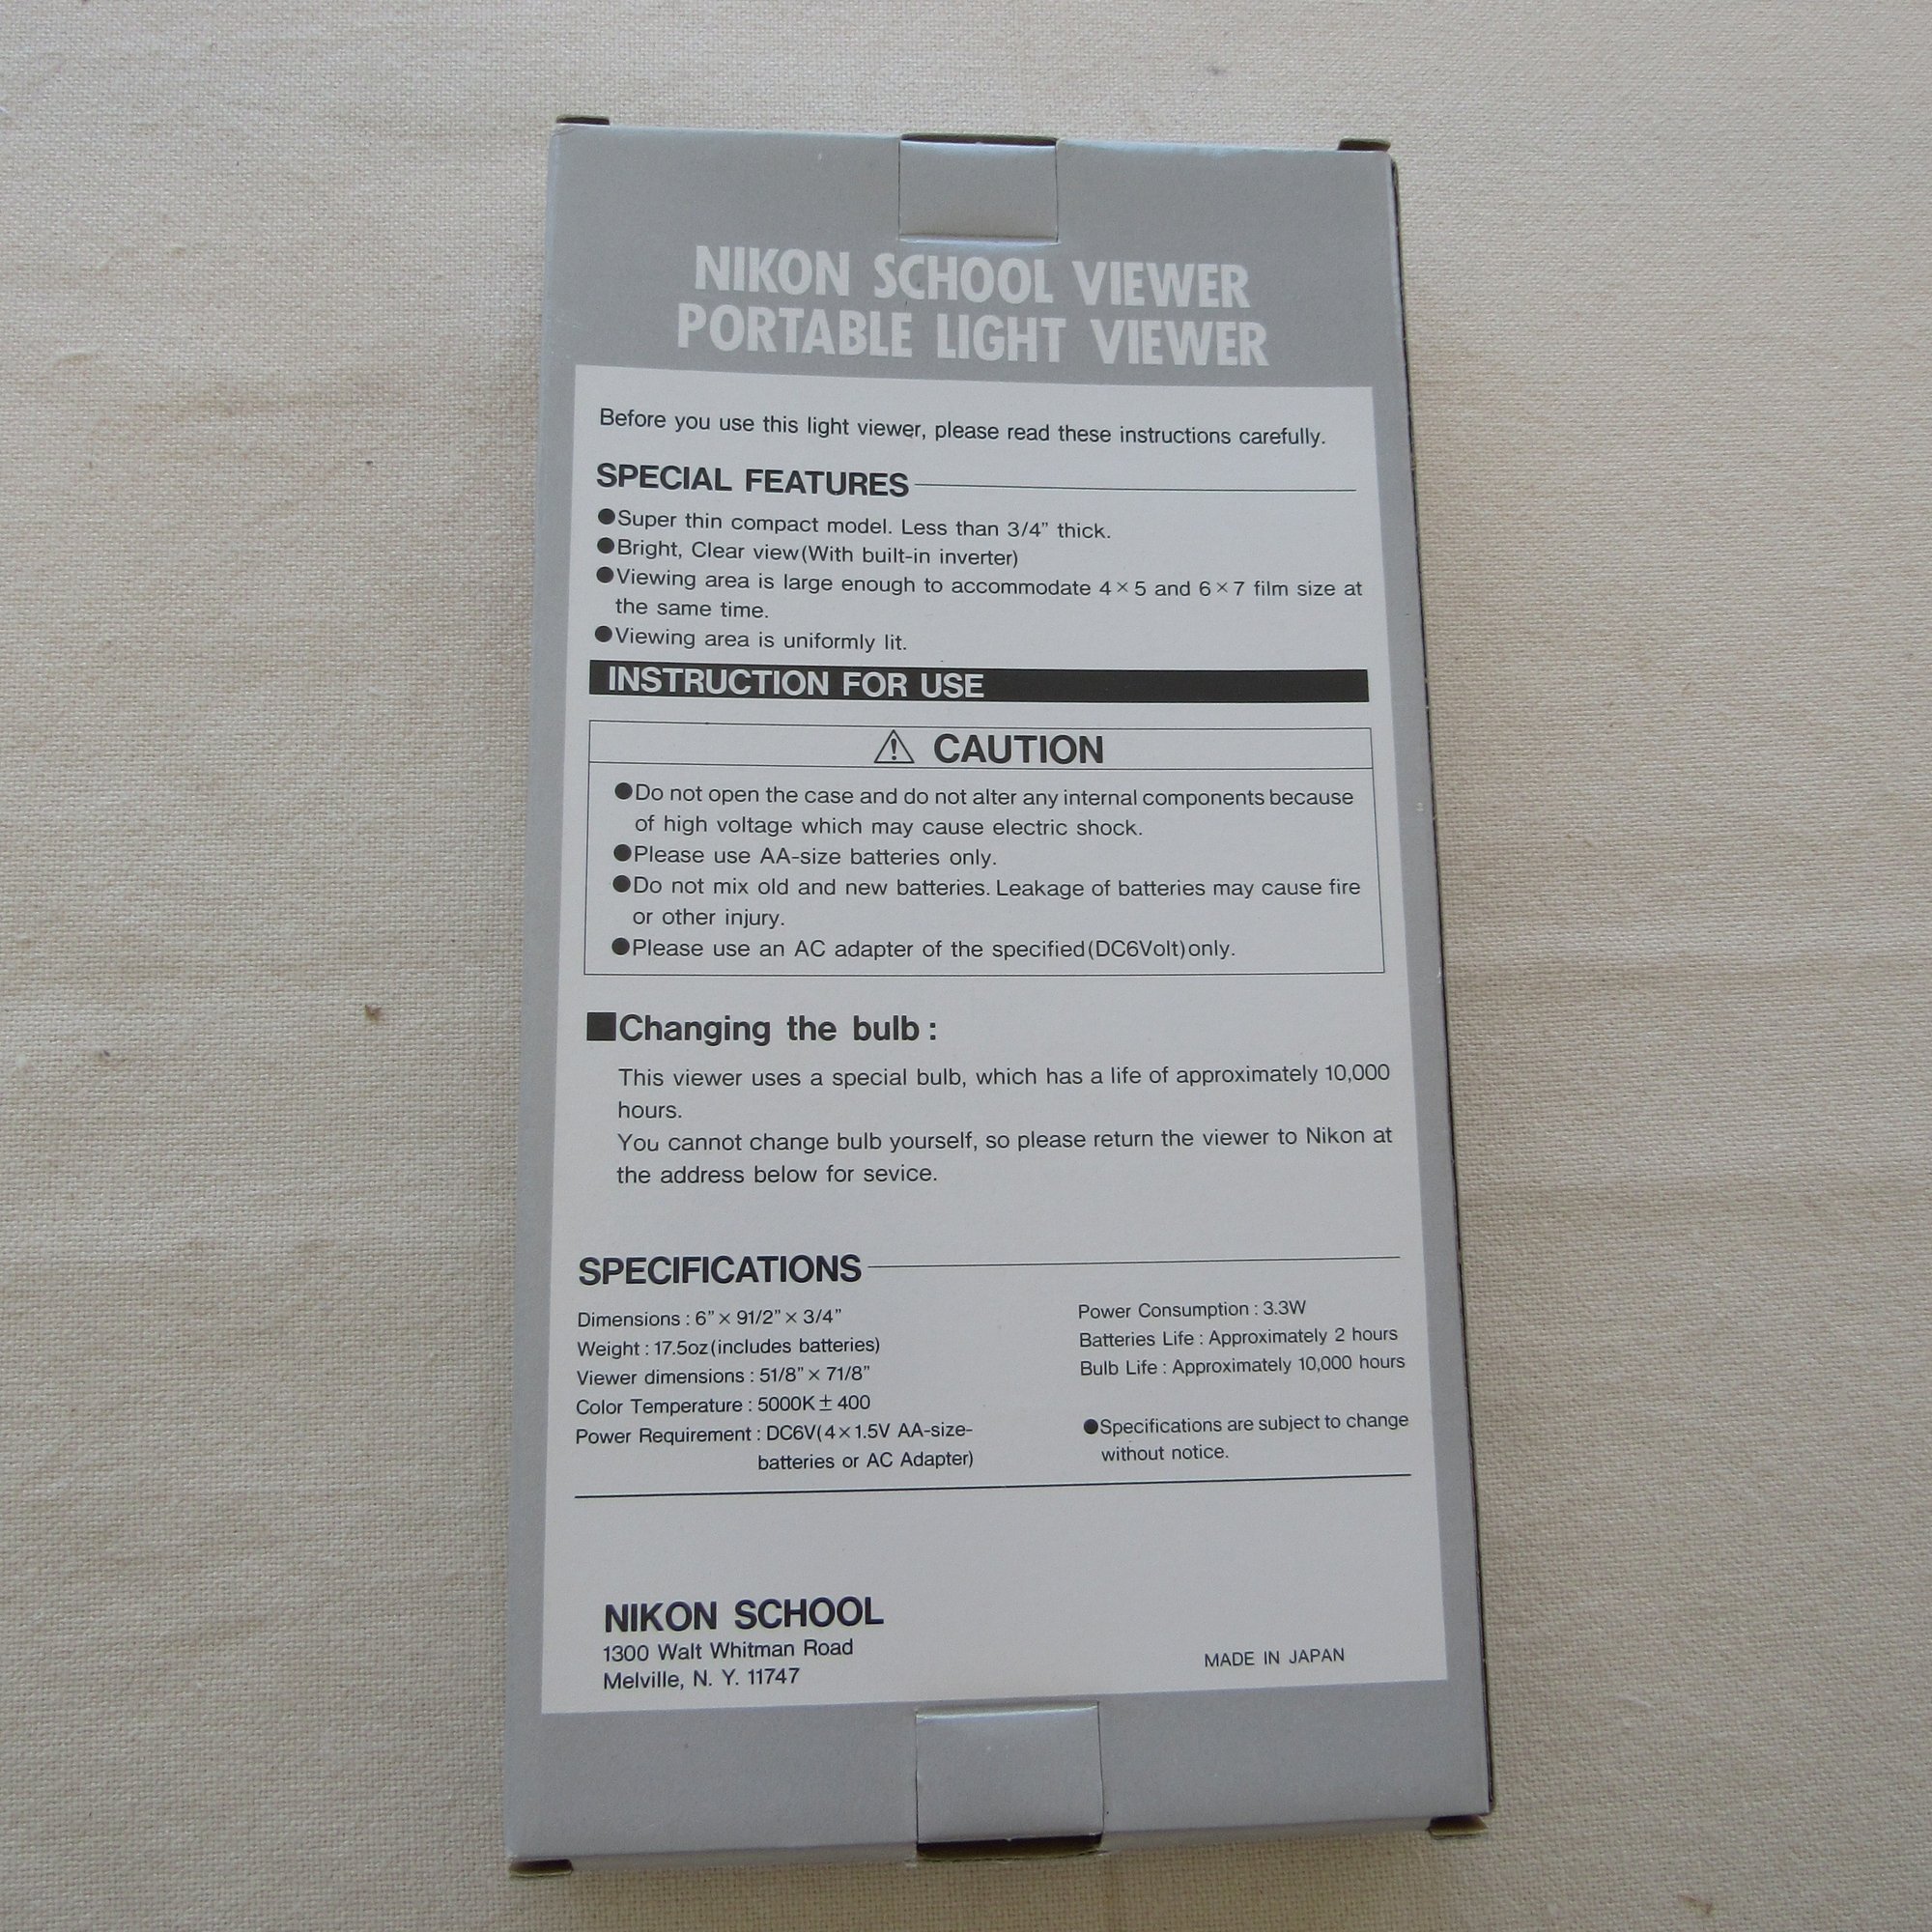 NIKON SCHOOL VIEWER
PORTABLE LIGHT VIEWER
Before you use this light viewer, please read these instructions carefully.
SPECIAL FEATURES
●Super thin compact model. Less than 3/4” thick.
●Bright, Clear view(With built-in inverter)
●Viewing area is large enough to accommodate 4×5 and 6×7 film size at
the same time.
●Viewing area is uniformly lit.
INSTRUCTION FOR USE
⚠ CAUTION
●Do not open the case and do not alter any internal components because
of high voltage which may cause electric shock.
●Please use AA-size batteries only.
●Do not mix old and new batteries. Leakage of batteries may cause fire
or other injury.
●Please use an AC adapter of the specified(DC6Volt)only.
■Changing the bulb :
This viewer uses a special bulb, which has a life of approximately 10,000
hours.
You cannot change bulb yourself, so please return the viewer to Nikon at
the address below for sevice.
SPECIFICATIONS
Dimensions : 6” × 91/2” × 3/4”
Weight : 17.5oz(includes batteries)
Viewer dimensions : 51/8” × 71/8”
Color Temperature : 5000K ± 400
Power Requirement : DC6V(4×1.5V AA-size-
batteries or AC Adapter)
Power Consumption : 3.3W
Batteries Life : Approximately 2 hours
Bulb Life : Approximately 10,000 hours
●Specifications are subject to change
without notice.
NIKON SCHOOL
1300 Walt Whitman Road
Melville, N. Y. 11747
MADE IN JAPAN